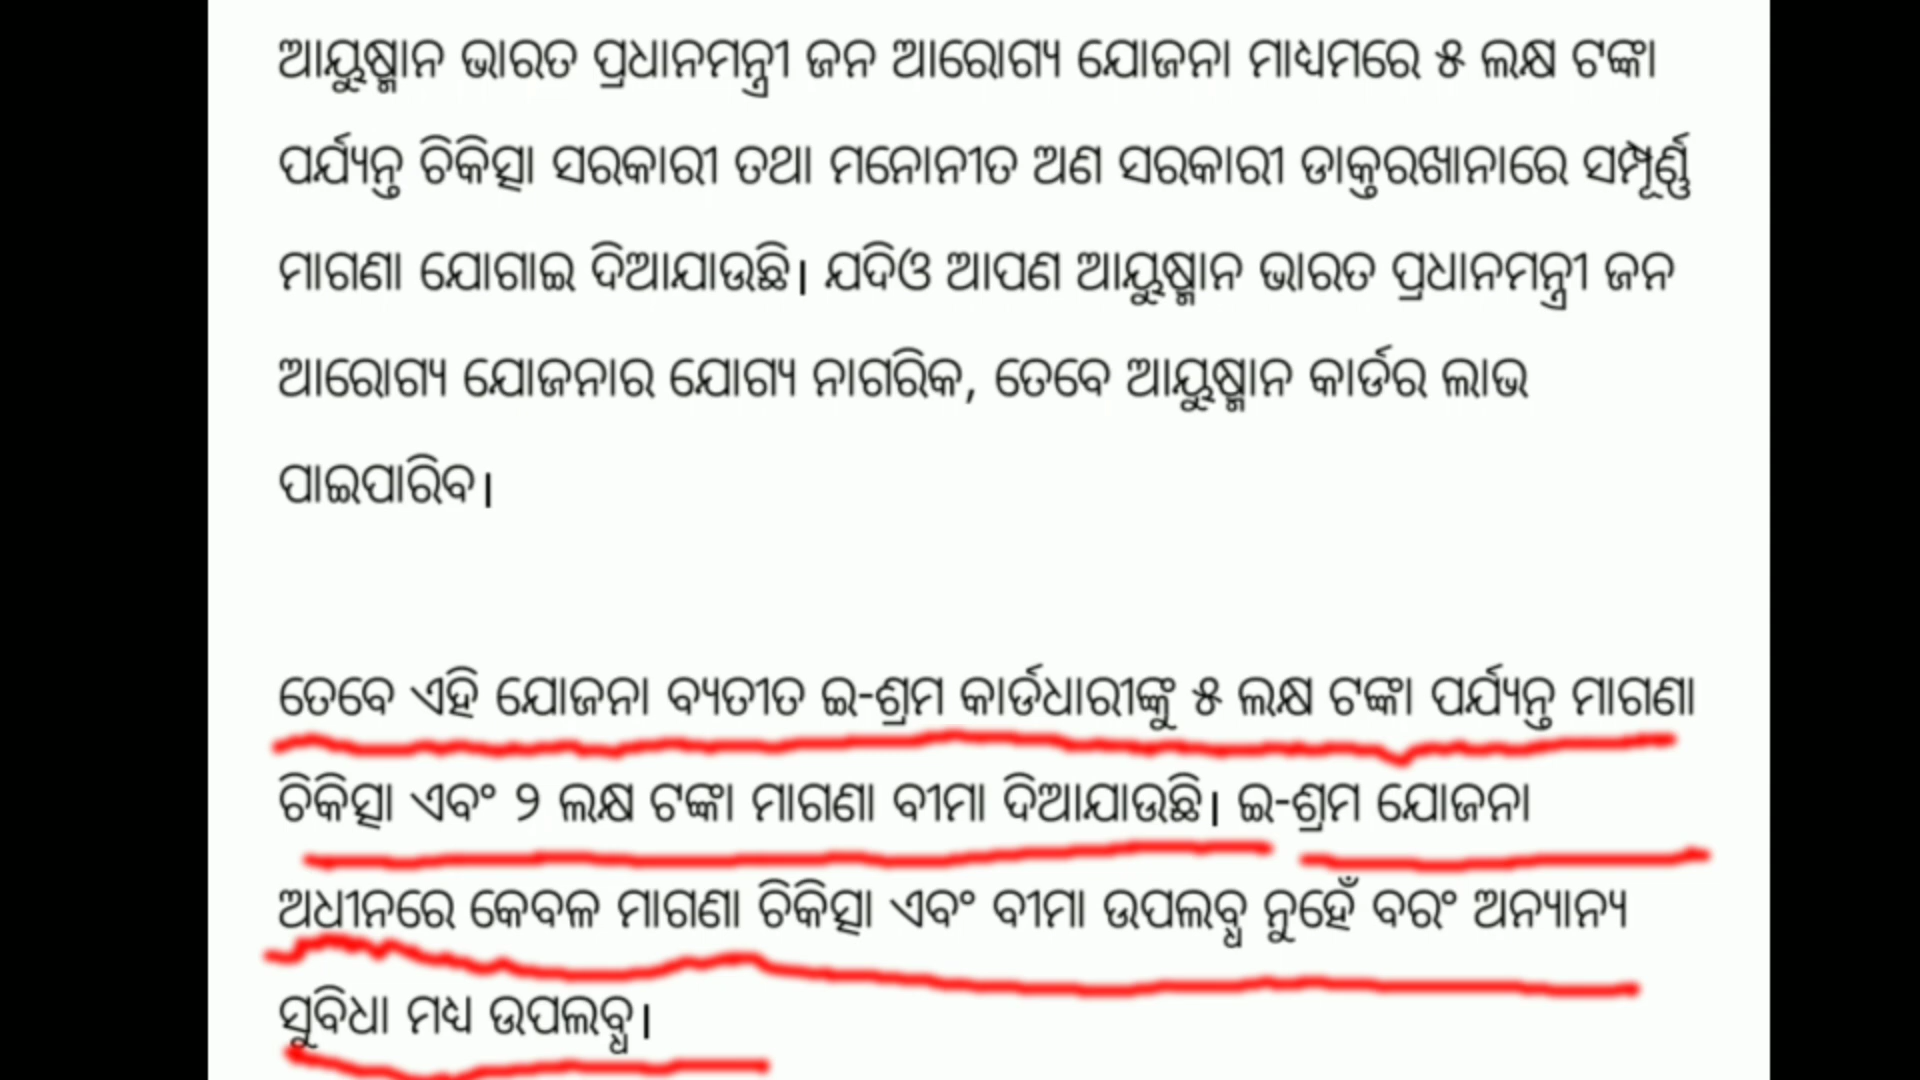 ଆୟୁଷ୍ମାନ ଭାରତ ପ୍ରଧାନମନ୍ତ୍ରୀ ଜନ ଆରୋଗ୍ୟ ଯୋଜନା ମାଧ୍ୟମରେ ୫ ଲକ୍ଷ ଟଙ୍କା
ପର୍ଯ୍ୟନ୍ତ ଚିକିତ୍ସା ସରକାରୀ ତଥା ମନୋନୀତ ଅଣ ସରକାରୀ ଡାକ୍ତରଖାନାରେ ସମ୍ପୂର୍ଣ୍ଣ
ମାଗଣା ଯୋଗାଇ ଦିଆଯାଉଛି। ଯଦିଓ ଆପଣ ଆୟୁଷ୍ମାନ ଭାରତ ପ୍ରଧାନମନ୍ତ୍ରୀ ଜନ
ଆରୋଗ୍ୟ ଯୋଜନାର ଯୋଗ୍ୟ ନାଗରିକ, ତେବେ ଆୟୁଷ୍ମାନ କାର୍ଡର ଲାଭ
ପାଇପାରିବ।
ତେବେ ଏହି ଯୋଜନା ବ୍ୟତୀତ ଇ-ଶ୍ରମ କାର୍ଡଧାରୀଙ୍କୁ ୫ ଲକ୍ଷ ଟଙ୍କା ପର୍ଯ୍ୟନ୍ତ ମାଗଣା
ଚିକିତ୍ସା ଏବଂ ୨ ଲକ୍ଷ ଟଙ୍କା ମାଗଣା ବୀମା ଦିଆଯାଉଛି। ଇ-ଶ୍ରମ ଯୋଜନା
ଅଧୀନରେ କେବଳ ମାଗଣା ଚିକିତ୍ସା ଏବଂ ବୀମା ଉପଲବ୍ଧ ନୁହେଁ ବରଂ ଅନ୍ୟାନ୍ୟ
ସୁବିଧା ମଧ୍ୟ ଉପଲବ୍ଧ।